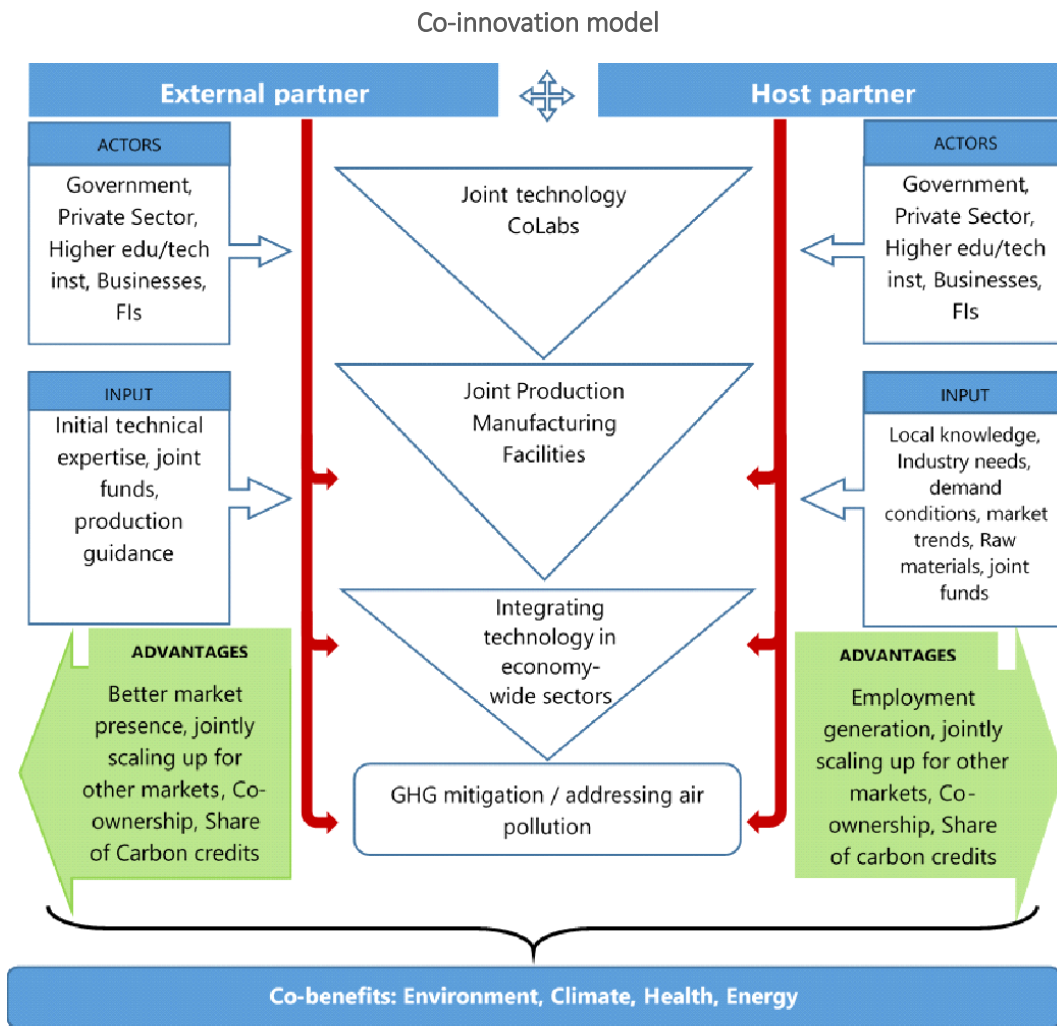 Co-innovation model
External partner
Host partner
ACTORS
Government,
Private Sector,
Higher edu/tech
inst, Businesses,
FIs
Joint technology
CoLabs
ACTORS
Government,
Private Sector,
Higher edu/tech
inst, Businesses,
FIs
INPUT
Initial technical
expertise, joint
funds,
production
guidance
Joint Production
Manufacturing
Facilities
INPUT
Local knowledge,
Industry needs,
demand
conditions, market
trends, Raw
materials, joint
funds
Integrating
technology in
economy-
wide sectors
ADVANTAGES
Better market
presence, jointly
scaling up for
other markets, Co-
ownership, Share
of Carbon credits
GHG mitigation / addressing air
pollution
ADVANTAGES
Employment
generation, jointly
scaling up for other
markets, Co-
ownership, Share
of carbon credits
Co-benefits: Environment, Climate, Health, Energy